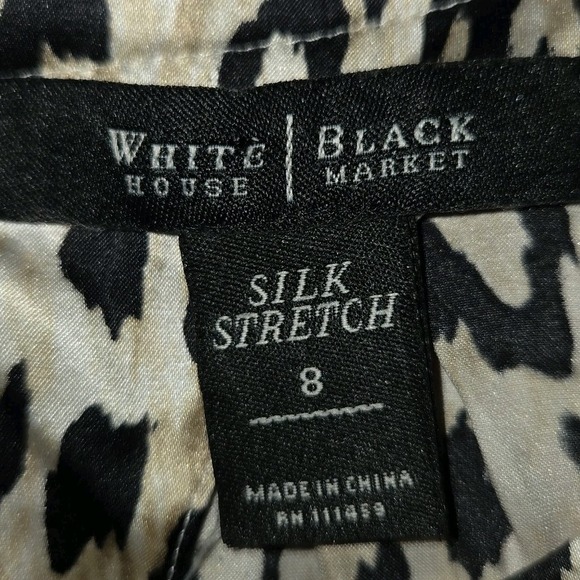 WHITE | BLACK
HOUSE | MARKET
SILK
STRETCH
8
MADE IN CHINA
RN 111459